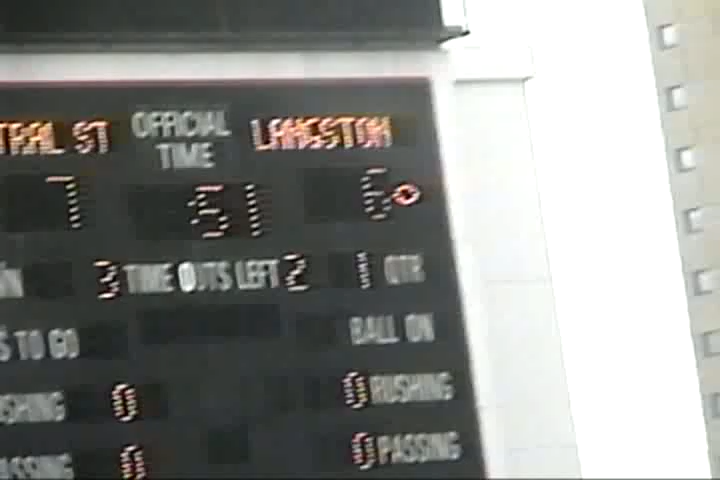 TRAL ST OFFICIAL TIME LANGSTON
7 51 6
3 TIME OUTS LEFT 2 1 QTR
S TO GO BALL ON
SHING 0 0 RUSHING
ASSING 0 0 PASSING